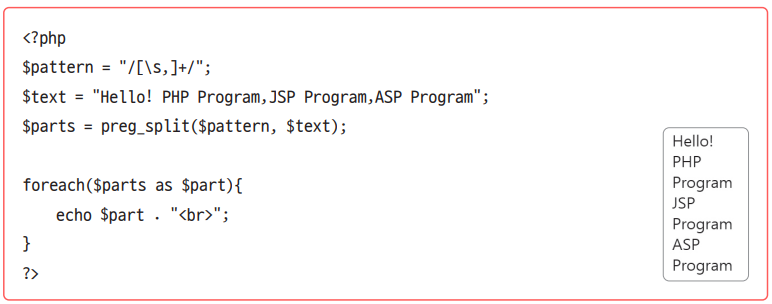 <?php
$pattern = "/[\s,]+/";
$text = "Hello! PHP Program,JSP Program,ASP Program";
$parts = preg_split($pattern, $text);
foreach($parts as $part){
    echo $part . "<br>";
}
?>
Hello!
PHP
Program
JSP
Program
ASP
Program